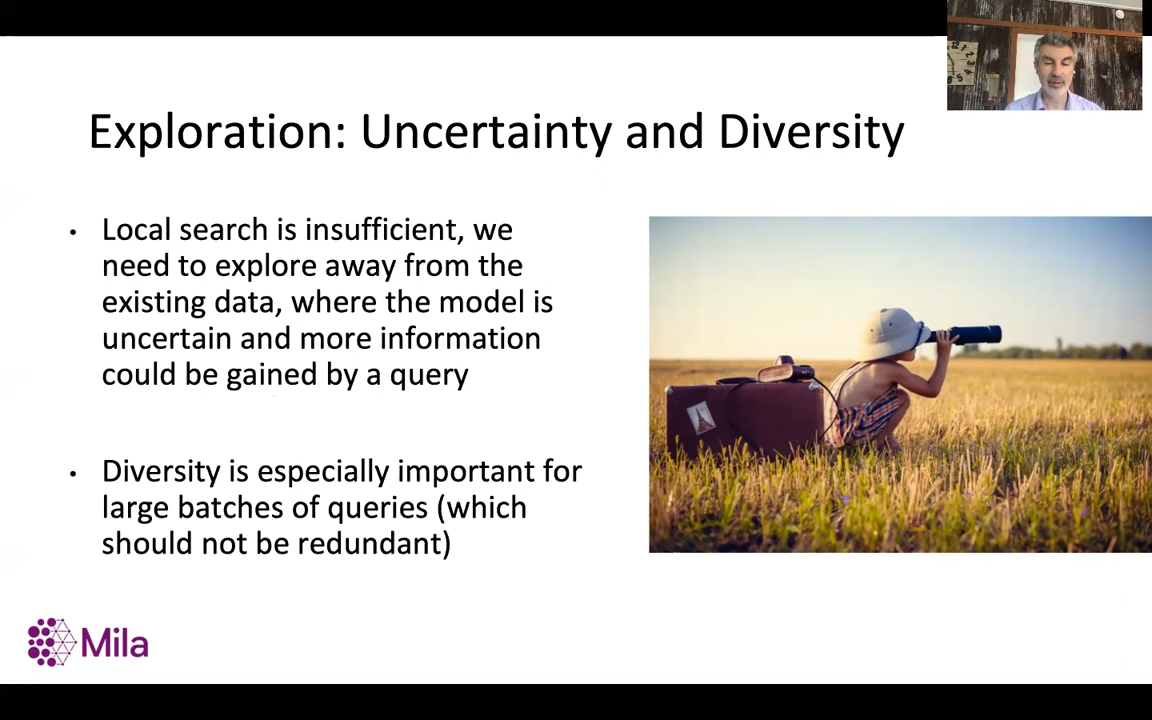 Exploration: Uncertainty and Diversity
• Local search is insufficient, we
need to explore away from the
existing data, where the model is
uncertain and more information
could be gained by a query
• Diversity is especially important for
large batches of queries (which
should not be redundant)
Mila